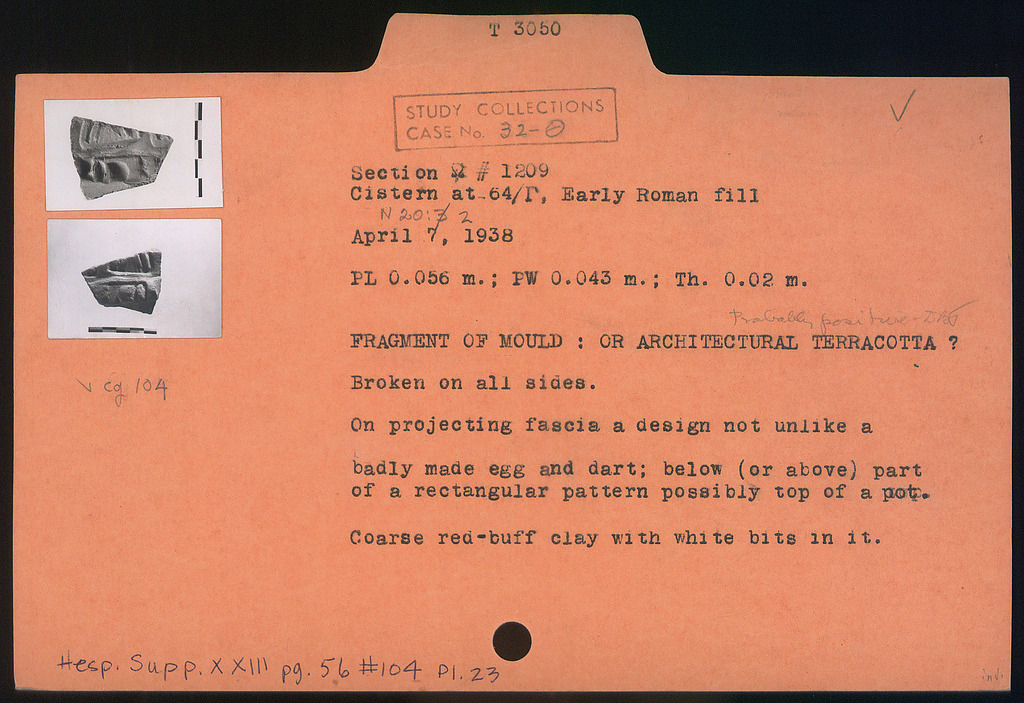 T 3050
STUDY COLLECTIONS
CASE No. 32-0
Section # 1209
Cistern at 64/Γ, Early Roman fill
N 20: 2
April 7, 1938
PL 0.056 m.; PW 0.043 m.; Th. 0.02 m.
Probably positive-
FRAGMENT OF MOULD : OR ARCHITECTURAL TERRACOTTA ?
Broken on all sides.
✓ cg 104
On projecting fascia a design not unlike a
badly made egg and dart; below (or above) part
of a rectangular pattern possibly top of a pot.
Coarse red-buff clay with white bits in it.
Hesp. Supp. XXIII pg. 56 #104 Pl. 23